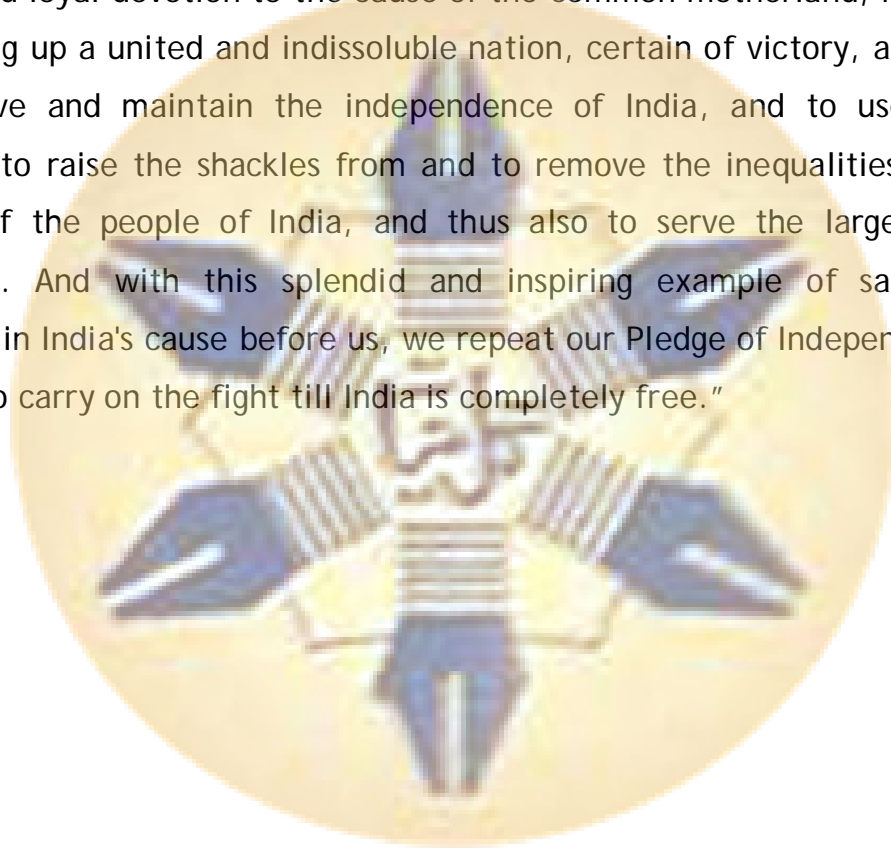 loyal devotion to the cause of the common motherland,
g up a united and indissoluble nation, certain of victory, a
ve and maintain the independence of India, and to us
to raise the shackles from and to remove the inequalities
f the people of India, and thus also to serve the large
. And with this splendid and inspiring example of sa
in India's cause before us, we repeat our Pledge of Indepen
o carry on the fight till India is completely free."